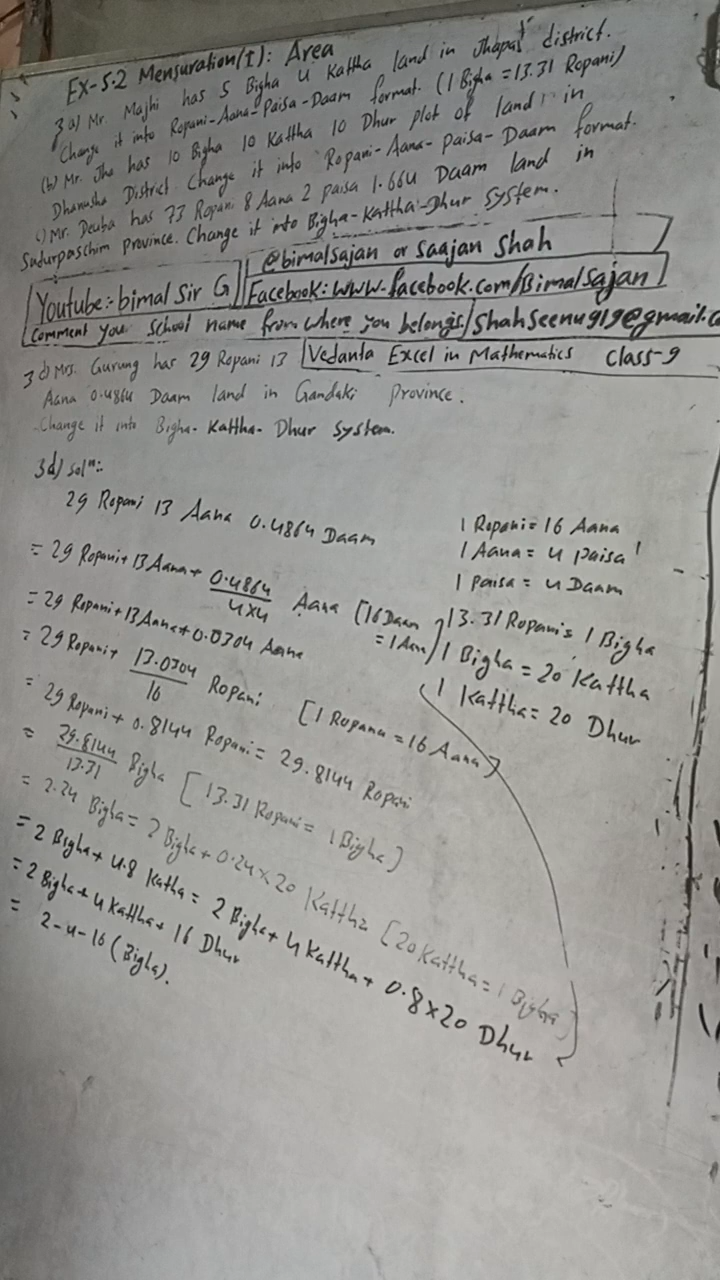 Ex-5.2 Mensuration(I): Area
3 a) Mr. Majhi has 5 Bigha 4 Kattha land in Jhapa district.
Change it into Ropani-Aana-Paisa-Daam format. (1 Bigha = 13.31 Ropani)
(b) Mr. Jha has 10 Bigha 10 Kattha 10 Dhur plot of land in
Dhanusha District. Change it into Ropani-Aana-Paisa-Daam format.
c) Mr. Deuba has 73 Ropani 8 Aana 2 paisa 1.664 Daam land in
Sudurpaschim province. Change it into Bigha-Kattha-Dhur system.
@bimalsajan or Saajan Shah
Youtube:- bimal Sir G
Facebook: www.facebook.com/Bimalsajan
Comment your school name from where you belongs/
Shahseenu919@gmail.c
3 d) Mrs. Gurung has 29 Ropani 13
Vedanta Excel in Mathematics Class-9
Aana 0.4864 Daam land in Gandaki Province.
Change it into Bigha-Kattha-Dhur System.
3d) Solⁿ:-
29 Ropani 13 Aana 0.4864 Daam
= 29 Ropani+ 13 Aana+ 0.4864/4×4 Aana [16 Daam = 1 Aana]
= 29 Ropani+13 Aana+0.0304 Aana
= 29 Ropani+ 13.0304/16 Ropani [1 Ropana = 16 Aana]
= 29 Ropani+ 0.8144 Ropani = 29.8144 Ropani
= 29.8144/13.31 Bigha [13.31 Ropani = 1 Bigha]
= 2.24 Bigha = 2 Bigha + 0.24×20 Kattha [20 Kattha = 1 Bigha]
= 2 Bigha+ 4.8 Katha = 2 Bigha+ 4 Kattha+ 0.8×20 Dhur
= 2 Bigha+ 4 Kattha+ 16 Dhur
= 2-4-16 (Bigha).
1 Ropani = 16 Aana
1 Aana = 4 paisa
1 paisa = 4 Daam
13.31 Ropani = 1 Bigha
1 Bigha = 20 Kattha
1 Kattha = 20 Dhur